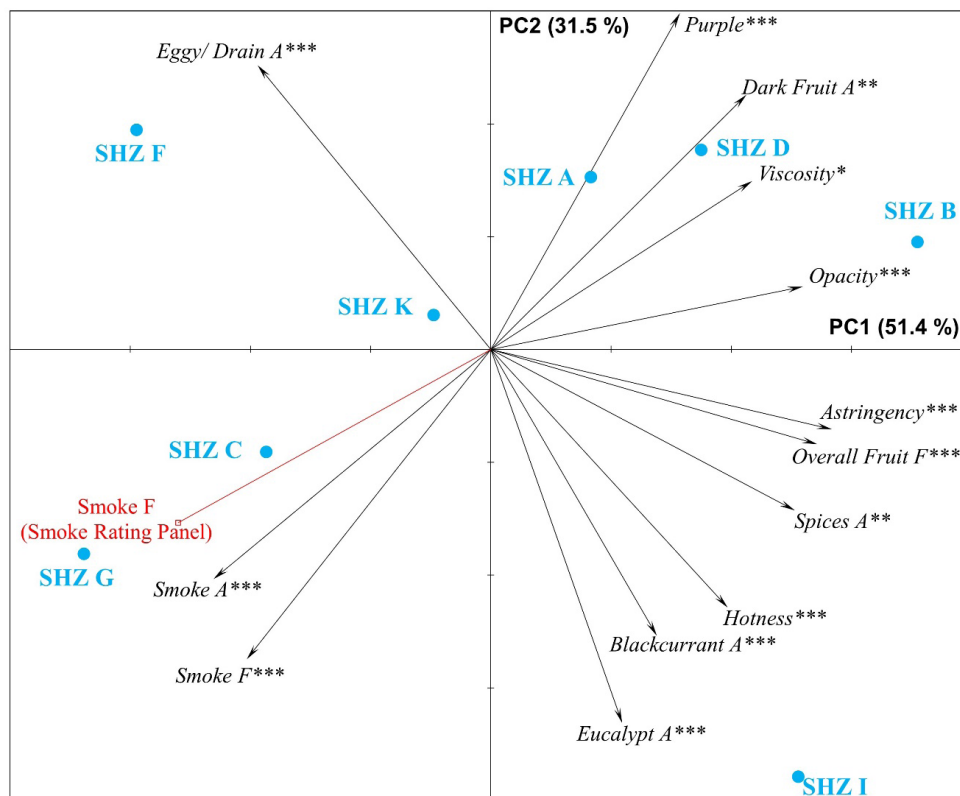 PC2 (31.5 %)
Purple***
Eggy/ Drain A***
Dark Fruit A**
SHZ F
SHZ D
SHZ A
Viscosity*
SHZ B
Opacity***
SHZ K
PC1 (51.4 %)
Astringency***
SHZ C
Overall Fruit F***
Smoke F
(Smoke Rating Panel)
Spices A**
SHZ G
Smoke A***
Hotness***
Blackcurrant A***
Smoke F***
Eucalypt A***
SHZ I